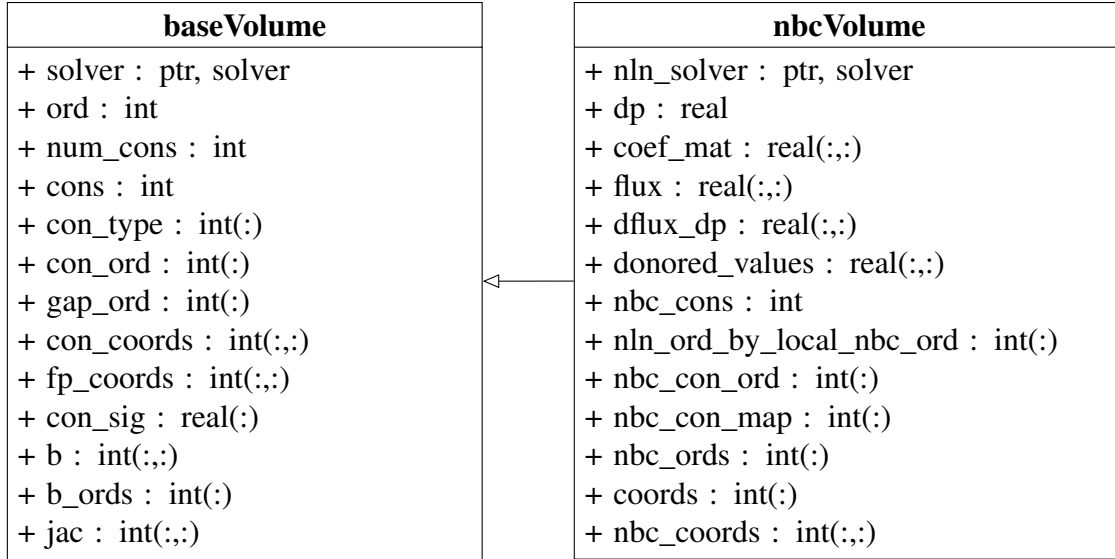 baseVolume
+ solver : ptr, solver
+ ord : int
+ num_cons : int
+ cons : int
+ con_type : int(:)
+ con_ord : int(:)
+ gap_ord : int(:)
+ con_coords : int(:,:)
+ fp_coords : int(:,:)
+ con_sig : real(:)
+ b : int(:,:)
+ b_ords : int(:)
+ jac : int(:,:)
nbcVolume
+ nln_solver : ptr, solver
+ dp : real
+ coef_mat : real(:,:)
+ flux : real(:,:)
+ dflux_dp : real(:,:)
+ donored_values : real(:,:)
+ nbc_cons : int
+ nln_ord_by_local_nbc_ord : int(:)
+ nbc_con_ord : int(:)
+ nbc_con_map : int(:)
+ nbc_ords : int(:)
+ coords : int(:)
+ nbc_coords : int(:,:)